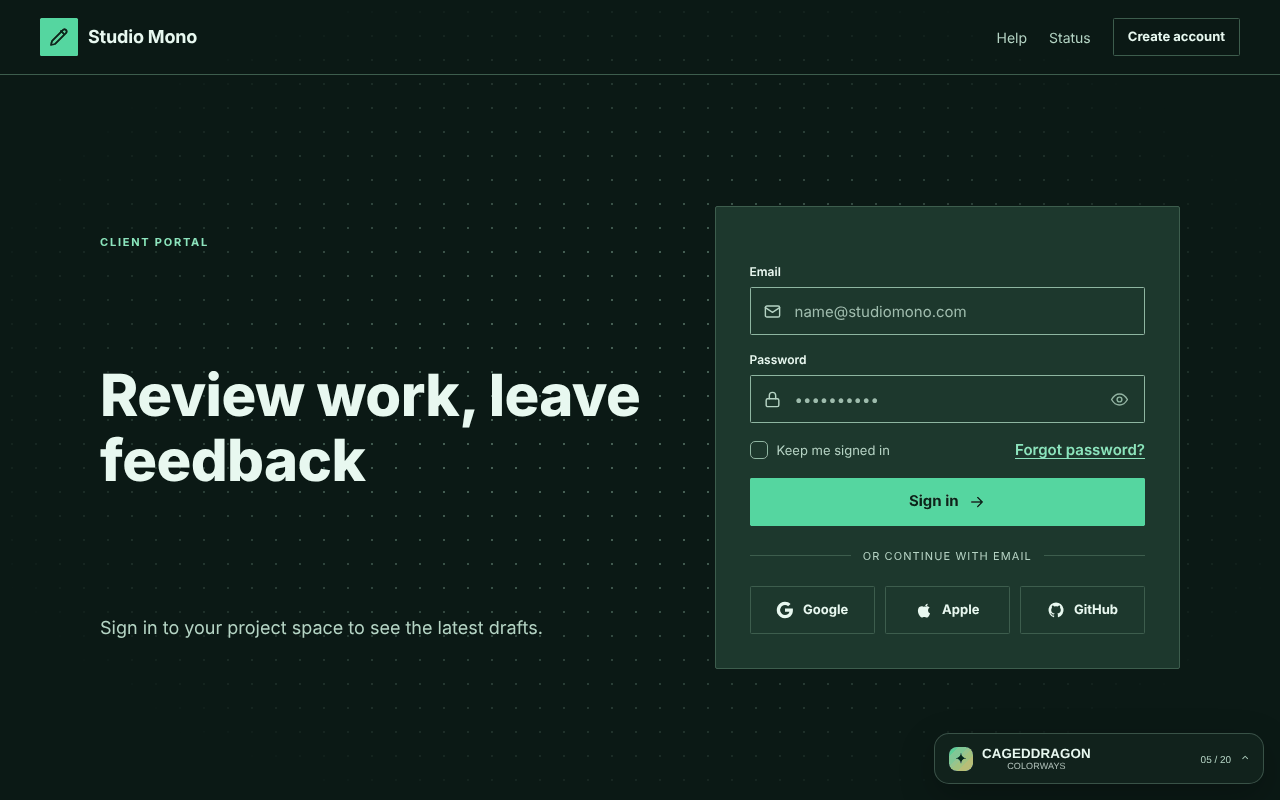 Studio Mono
Help
Status
Create account
CLIENT PORTAL
Review work, leave
feedback
Sign in to your project space to see the latest drafts.
Email
name@studiomono.com
Password
Keep me signed in
Forgot password?
Sign in
OR CONTINUE WITH EMAIL
Google
Apple
GitHub
CAGEDDRAGON
COLORWAYS
05 / 20